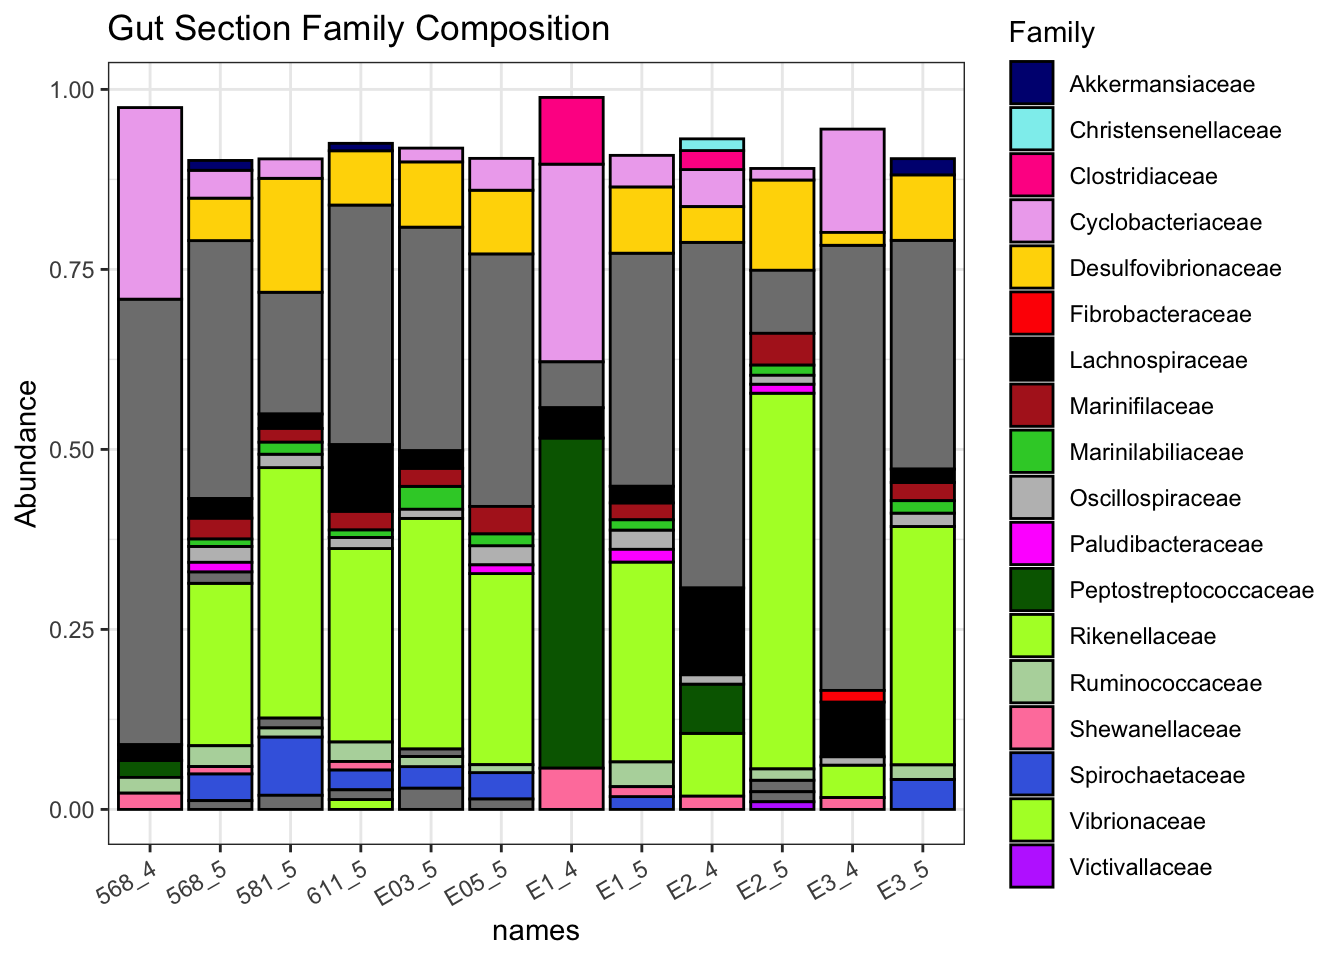 Gut Section Family Composition
1.00
0.75
0.50
0.25
0.00
Abundance
568_4
568_5
581_5
611_5
E03_5
E05_5
E1_4
E1_5
E2_4
E2_5
E3_4
E3_5
names
Family
Akkermansiaceae
Christensenellaceae
Clostridiaceae
Cyclobacteriaceae
Desulfovibrionaceae
Fibrobacteraceae
Lachnospiraceae
Marinifilaceae
Marinilabiliaceae
Oscillospiraceae
Paludibacteraceae
Peptostreptococcaceae
Rikenellaceae
Ruminococcaceae
Shewanellaceae
Spirochaetaceae
Vibrionaceae
Victivallaceae